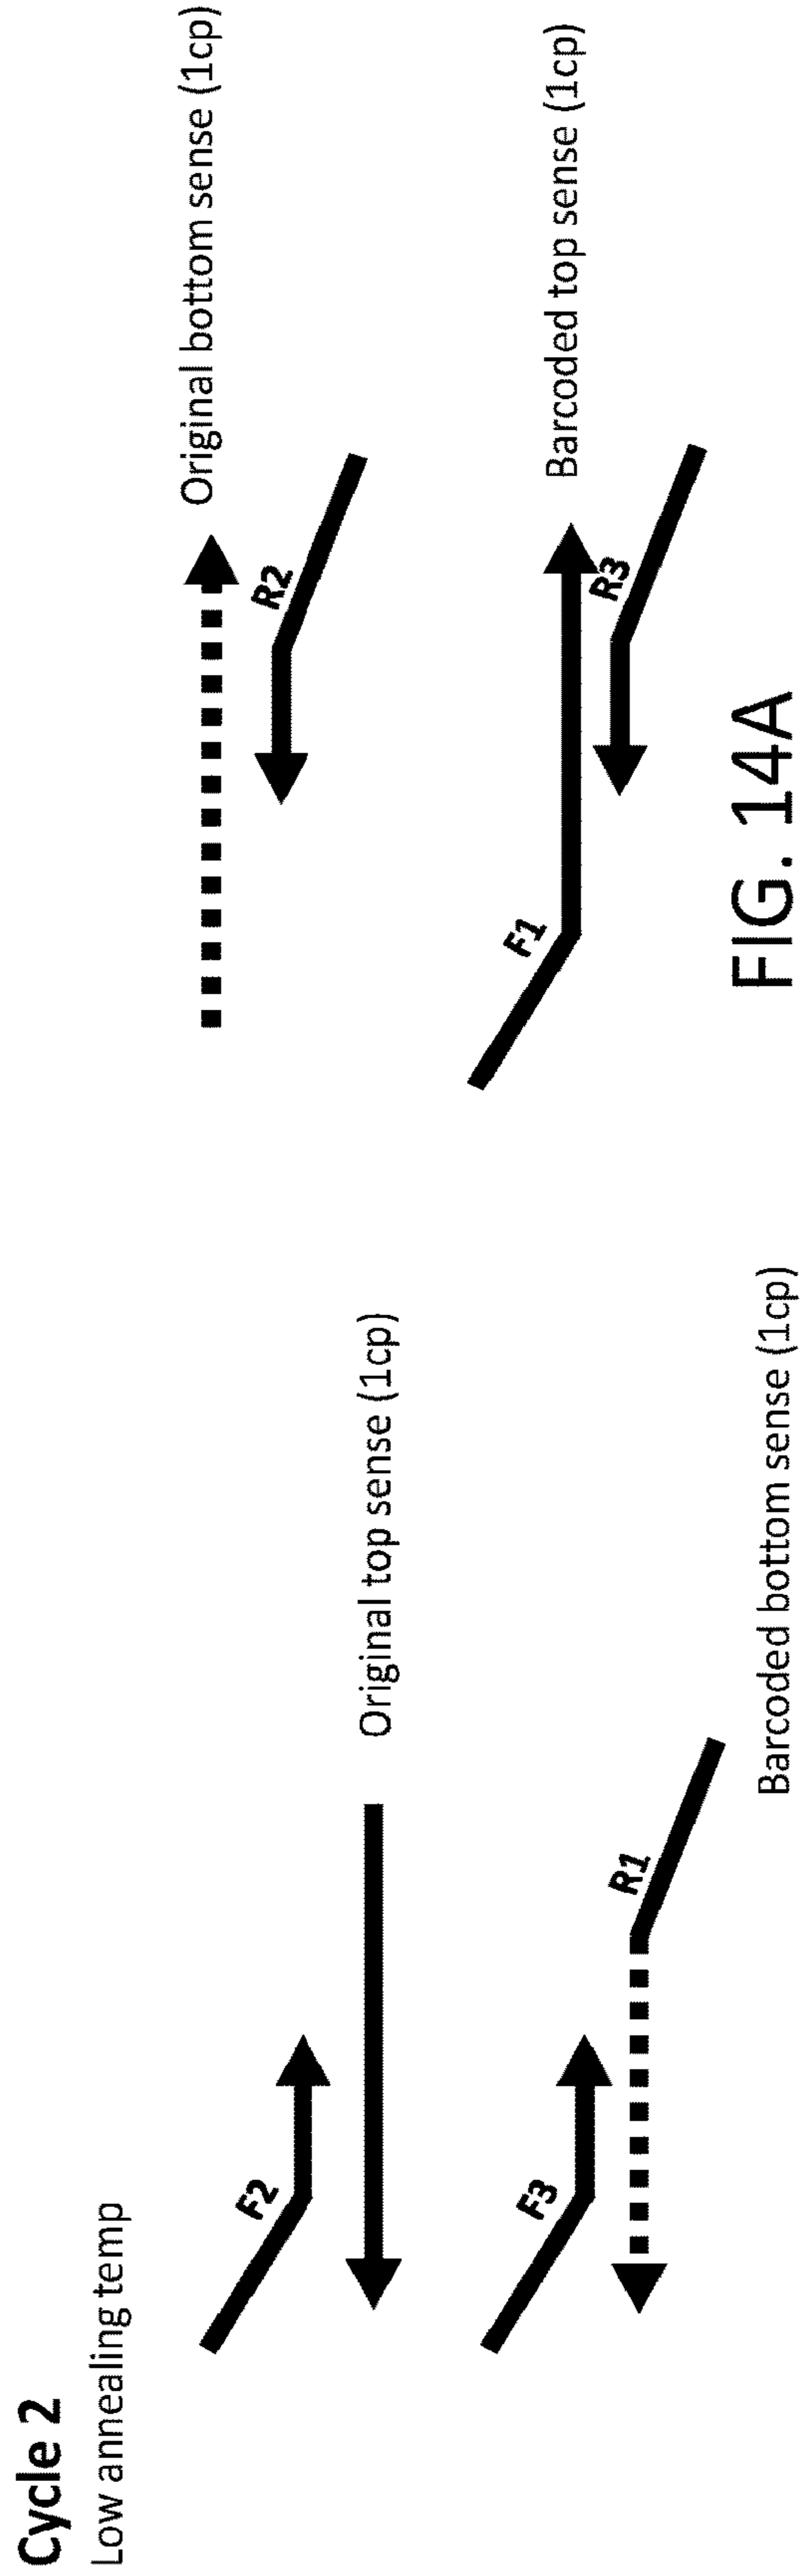 Cycle 2
Low annealing temp
F2
Original top sense (1cp)
F3
R1
Barcoded bottom sense (1cp)
Original bottom sense (1cp)
R2
Barcoded top sense (1cp)
F1
R3
FIG. 14A